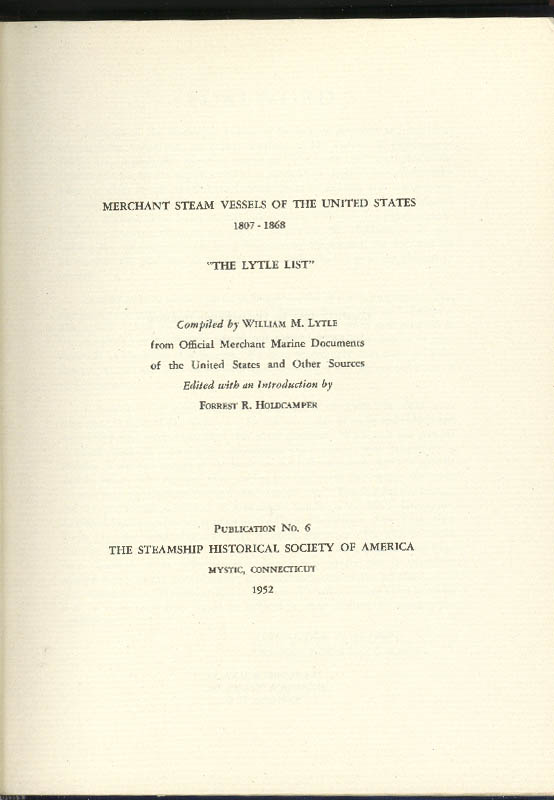 MERCHANT STEAM VESSELS OF THE UNITED STATES
1807 - 1868
"THE LYTLE LIST"
Compiled by WILLIAM M. LYTLE
from Official Merchant Marine Documents
of the United States and Other Sources
Edited with an Introduction by
FORREST R. HOLDCAMPER
PUBLICATION NO. 6
THE STEAMSHIP HISTORICAL SOCIETY OF AMERICA
MYSTIC, CONNECTICUT
1952